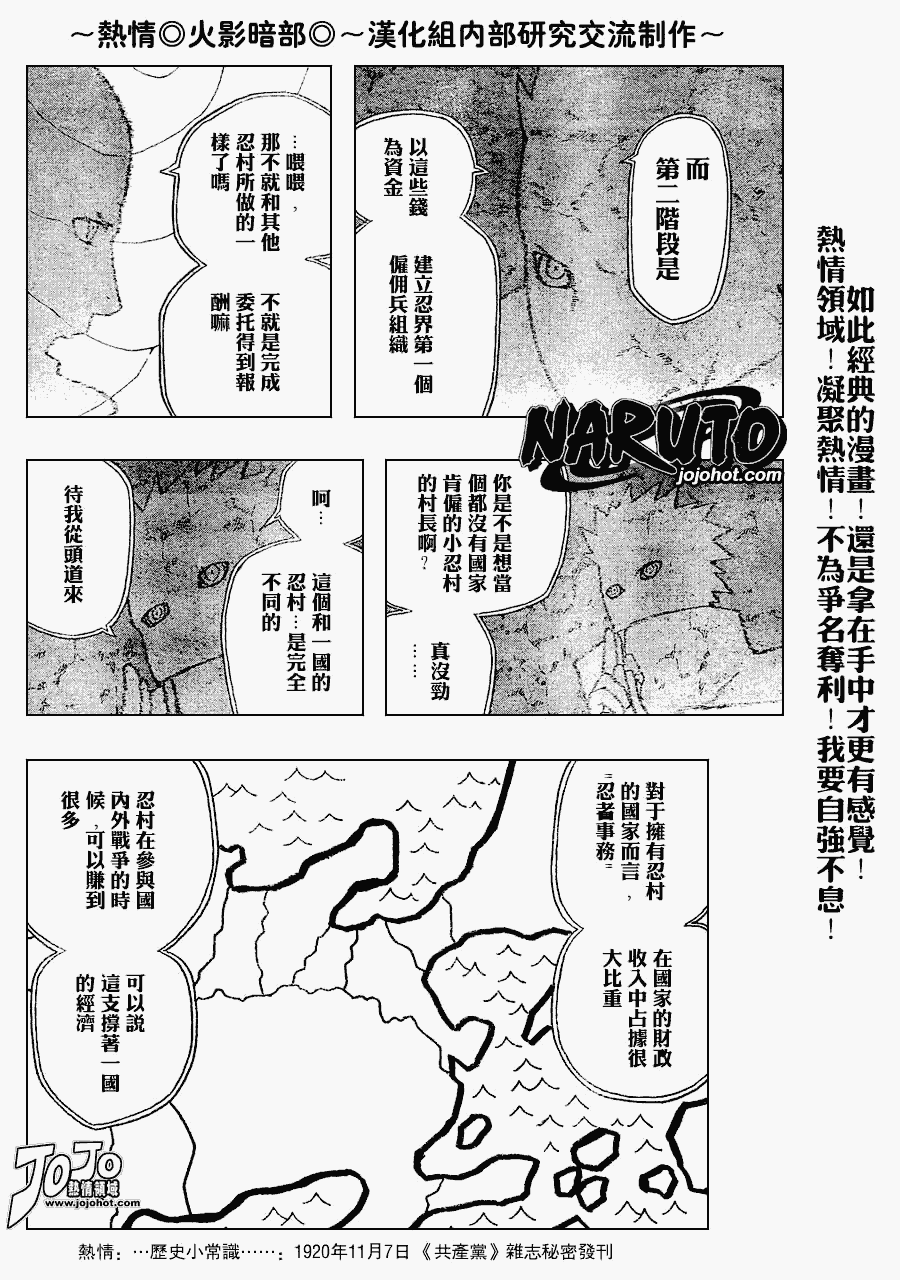 ～熱情◎火影暗部◎～漢化組内部研究交流制作～
而
第二階段是
以這些錢
為資金
建立忍界第一個
僱佣兵組織
…喂喂，
那不就和其他
忍村所做的一
樣了嗎
不就是完成
委托得到報
酬嘛
NARUTO
jojohot.com
你是不是想當
個都沒有國家
肯僱的小忍村
的村長啊？
真沒勁
……
呵…
這個和一國的
忍村…是完全
不同的
待我從頭道來
對于擁有忍村
的國家而言，
〝忍者事務〞
在國家的財政
收入中占據很
大比重
忍村在參與國
內外戰爭的時
候，可以賺到
很多
可以説
這支撐著一國
的經濟
如此經典的漫畫！還是拿在手中才更有感覺！
熱情領域！凝聚熱情！不為爭名奪利！我要自強不息！
JOJO
熱情領域
www.jojohot.com
熱情：…歷史小常識……：1920年11月7日《共產黨》雜志秘密發刊